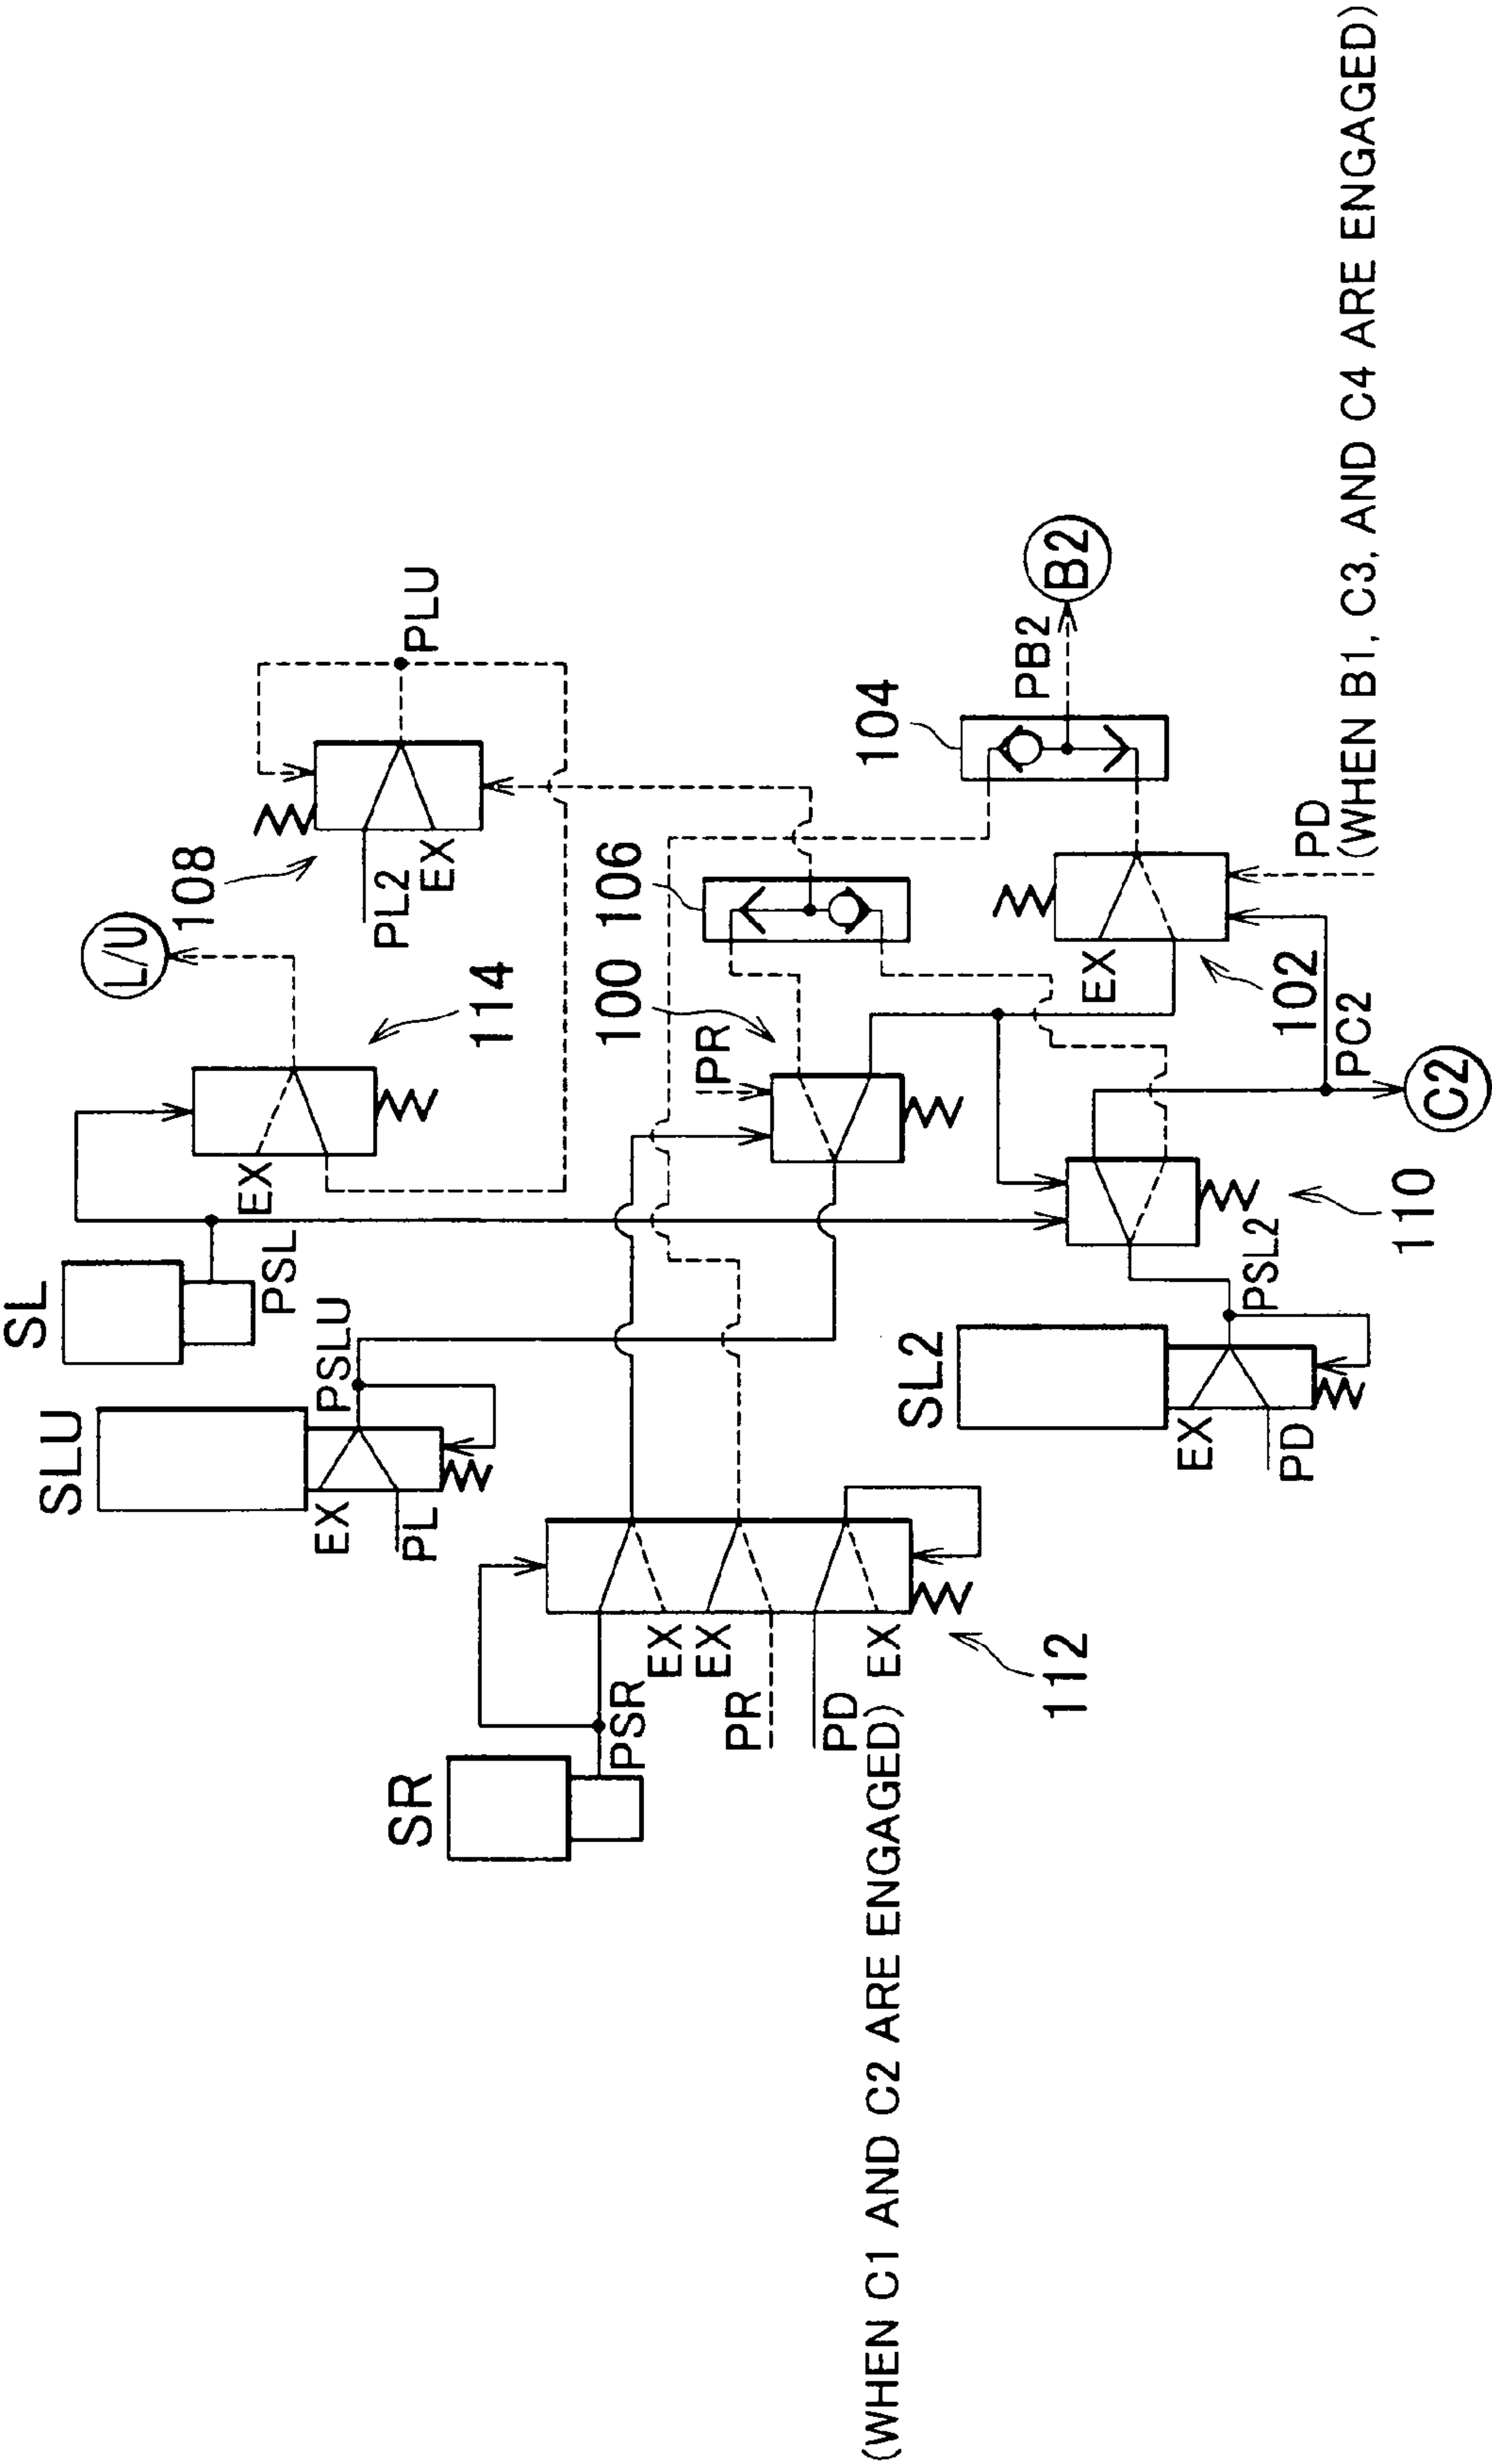 SL
PSL
SLU
PSLU
EX
PL
SR
PSR
EX
EX
PR
PD
EX
(WHEN C1 AND C2 ARE ENGAGED)
112
SL2
PSL2
EX
PD
110
L/U
EX
114
108
PL2
EX
PLU
100
PR
106
104
PB2
B2
EX
102
PC2
C2
PD
(WHEN B1, C3, AND C4 ARE ENGAGED)